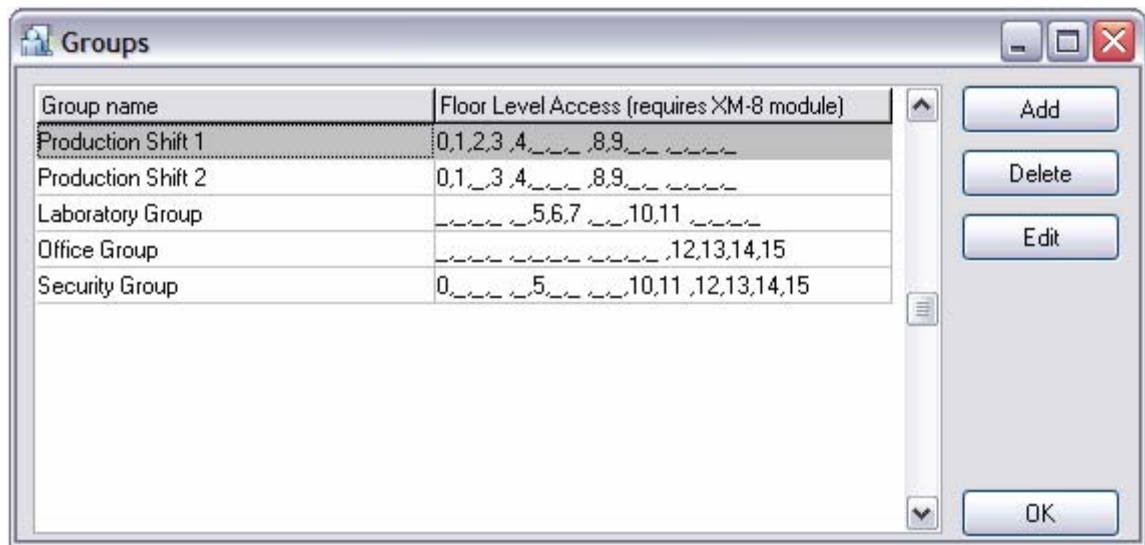 Groups
Group name Floor Level Access (requires XM-8 module)
Production Shift 1 0,1,2,3 ,4,_,_,_ ,8,9,_,_ ,_,_,_,_
Production Shift 2 0,1,_,3 ,4,_,_,_ ,8,9,_,_ ,_,_,_,_
Laboratory Group _,_,_,_ ,_,5,6,7 ,_,_,10,11 ,_,_,_,_
Office Group _,_,_,_ ,_,_,_,_ ,_,_,_,_ ,12,13,14,15
Security Group 0,_,_,_ ,_,5,_,_ ,_,_,10,11 ,12,13,14,15
Add
Delete
Edit
OK